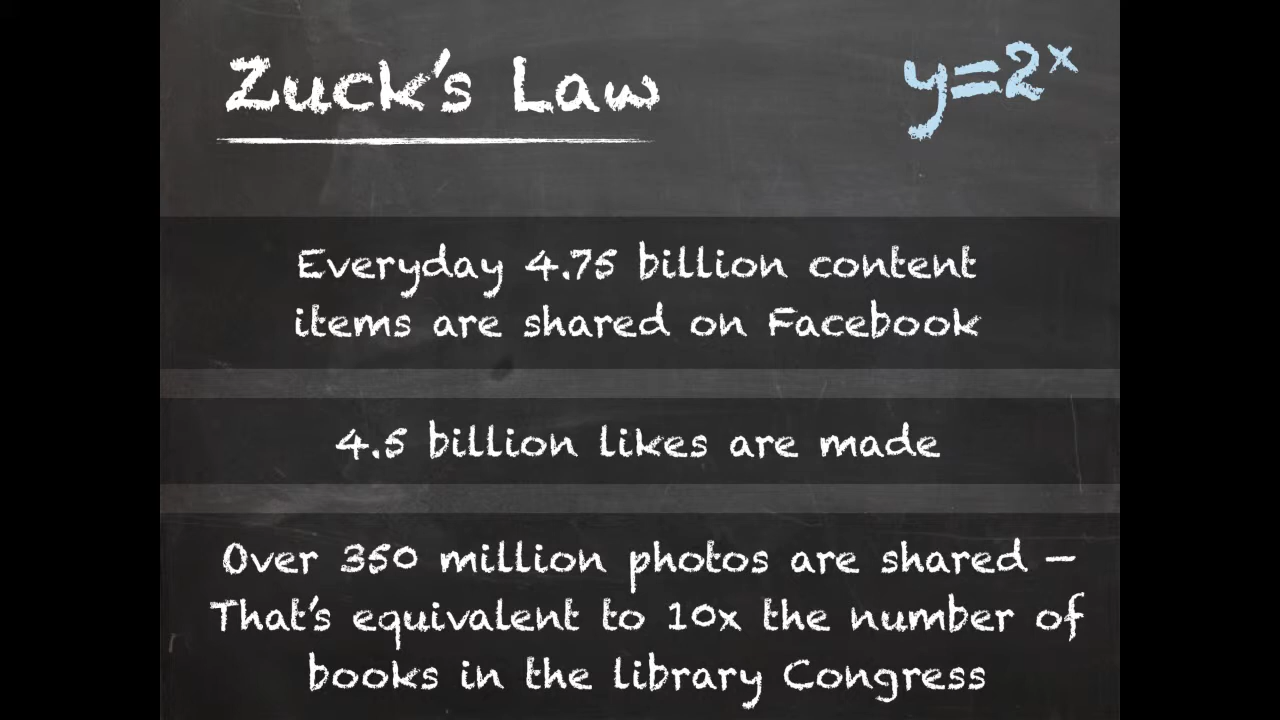 Zuck's Law
y=2ˣ
Everyday 4.75 billion content
items are shared on Facebook
4.5 billion likes are made
Over 350 million photos are shared –
That's equivalent to 10x the number of
books in the library Congress